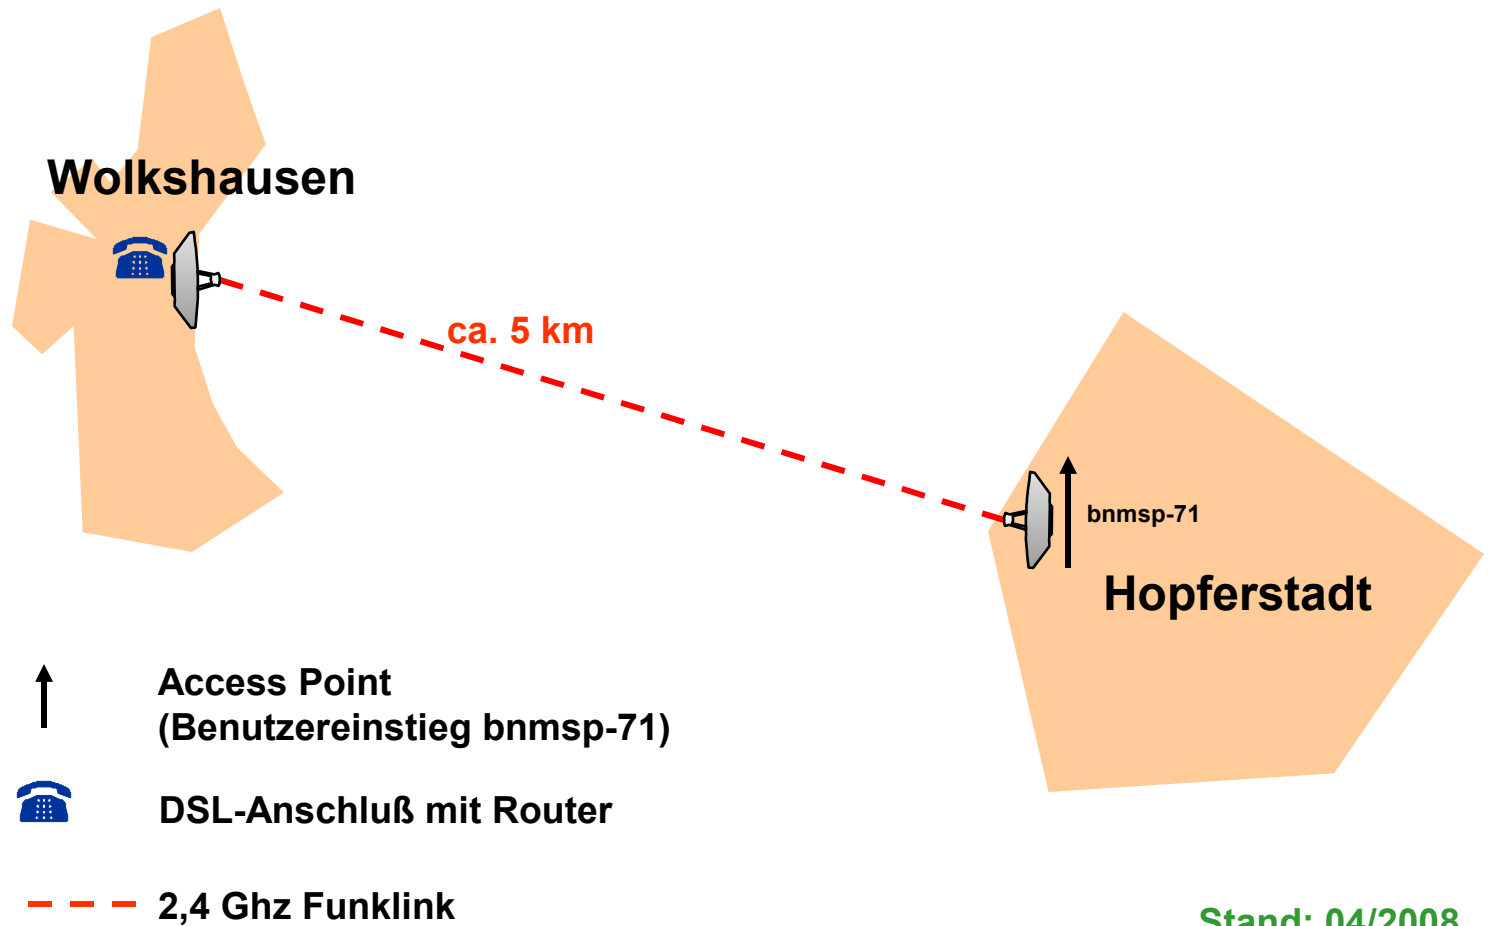 Wolkshausen
ca. 5 km
bnmsp-71
Hopferstadt
Access Point
(Benutzereinstieg bnmsp-71)
DSL-Anschluß mit Router
2,4 Ghz Funklink
Stand: 04/2008